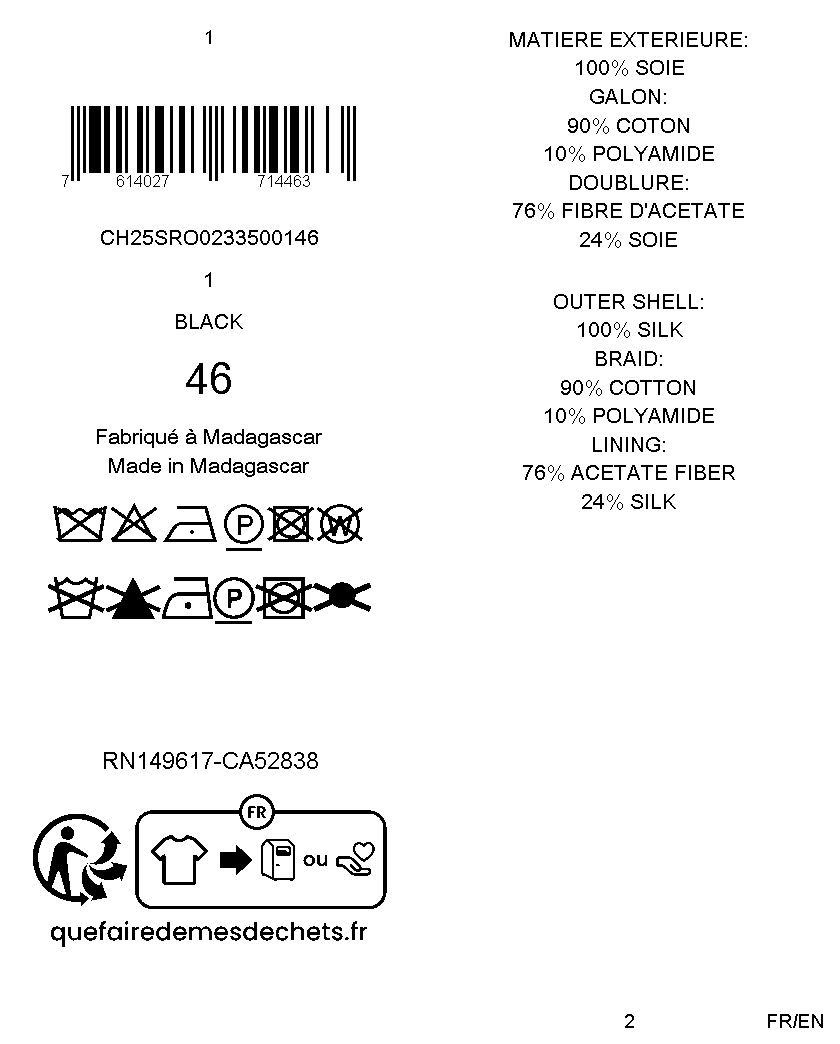 1
7 614027 714463
CH25SRO0233500146
1
BLACK
46
Fabriqué à Madagascar
Made in Madagascar
P W
P
RN149617-CA52838
FR
ou
quefairedemesdechets.fr
MATIERE EXTERIEURE:
100% SOIE
GALON:
90% COTON
10% POLYAMIDE
DOUBLURE:
76% FIBRE D'ACETATE
24% SOIE
OUTER SHELL:
100% SILK
BRAID:
90% COTTON
10% POLYAMIDE
LINING:
76% ACETATE FIBER
24% SILK
2
FR/EN